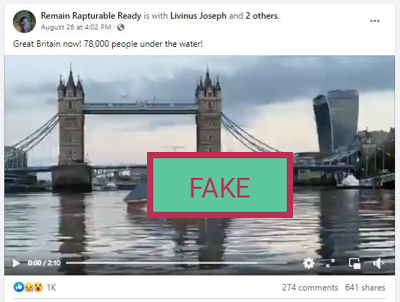 Remain Rapturable Ready is with Livinus Joseph and 2 others.
August 26 at 4:02 PM ·
Great Britain now! 78,000 people under the water!
FAKE
0:00 / 2:10
1K
274 comments 641 shares